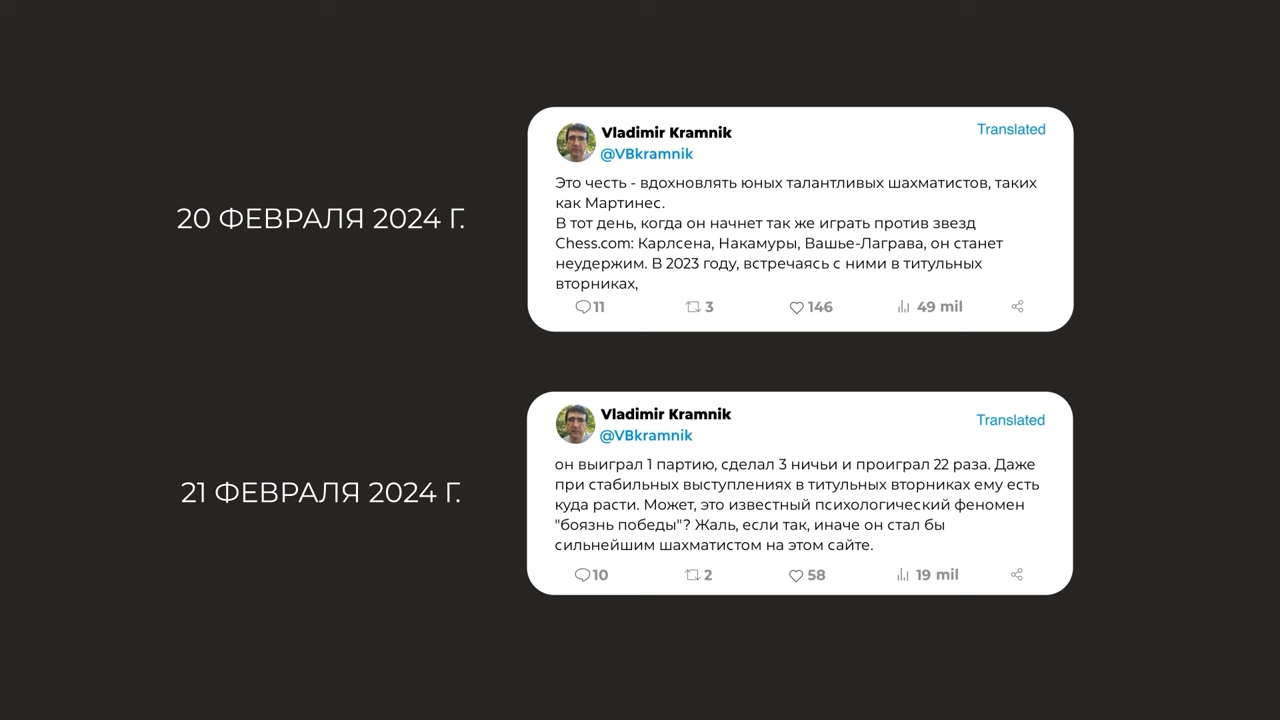 20 ФЕВРАЛЯ 2024 Г.
Vladimir Kramnik
@VBkramnik
Translated
Это честь - вдохновлять юных талантливых шахматистов, таких
как Мартинес.
В тот день, когда он начнет так же играть против звезд
Chess.com: Карлсена, Накамуры, Вашье-Лаграва, он станет
неудержим. В 2023 году, встречаясь с ними в титульных
вторниках,
11 3 146 49 mil
21 ФЕВРАЛЯ 2024 Г.
Vladimir Kramnik
@VBkramnik
Translated
он выиграл 1 партию, сделал 3 ничьи и проиграл 22 раза. Даже
при стабильных выступлениях в титульных вторниках ему есть
куда расти. Может, это известный психологический феномен
"боязнь победы"? Жаль, если так, иначе он стал бы
сильнейшим шахматистом на этом сайте.
10 2 58 19 mil